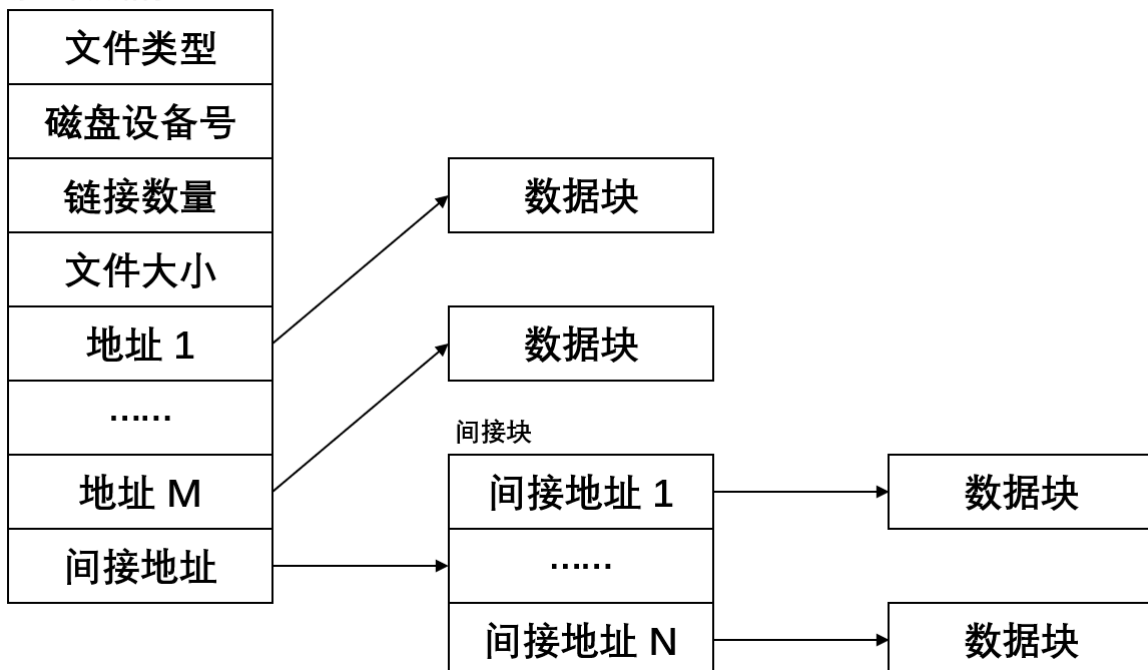 文件类型
磁盘设备号
链接数量
文件大小
地址 1
......
地址 M
间接地址
数据块
数据块
间接块
间接地址 1
......
间接地址 N
数据块
数据块